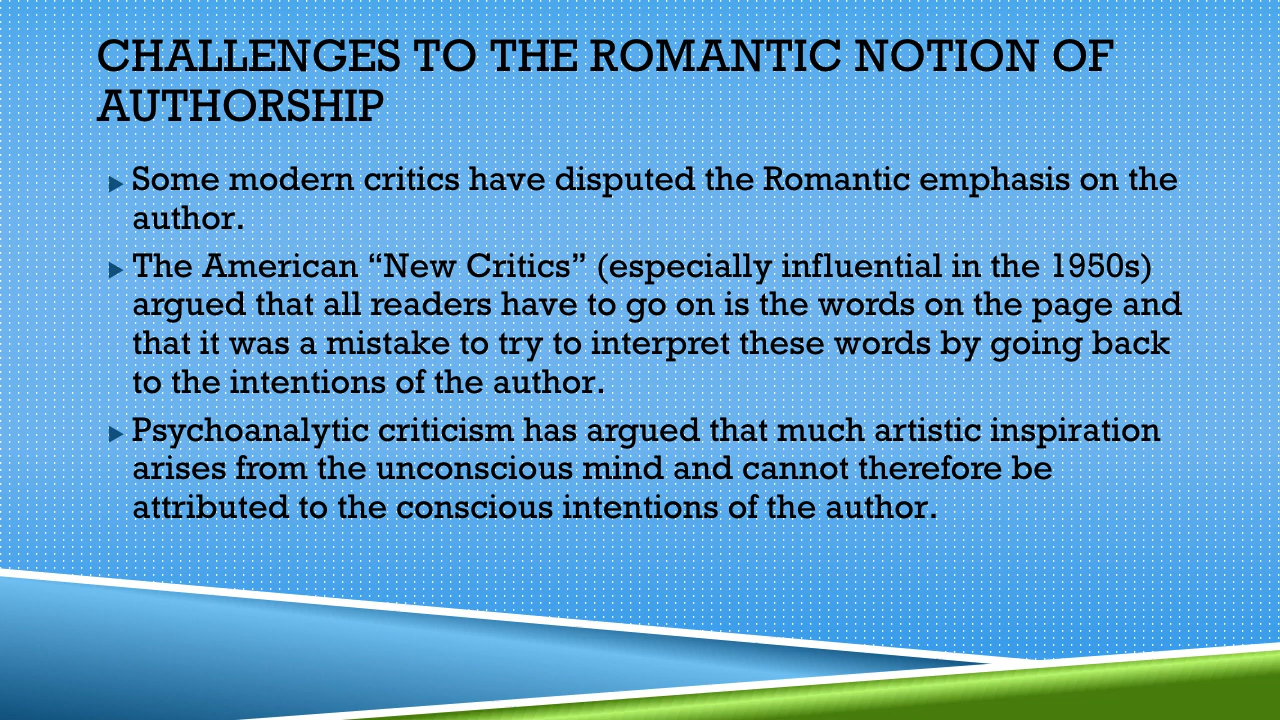 CHALLENGES TO THE ROMANTIC NOTION OF
AUTHORSHIP
Some modern critics have disputed the Romantic emphasis on the
author.
The American “New Critics” (especially influential in the 1950s)
argued that all readers have to go on is the words on the page and
that it was a mistake to try to interpret these words by going back
to the intentions of the author.
Psychoanalytic criticism has argued that much artistic inspiration
arises from the unconscious mind and cannot therefore be
attributed to the conscious intentions of the author.